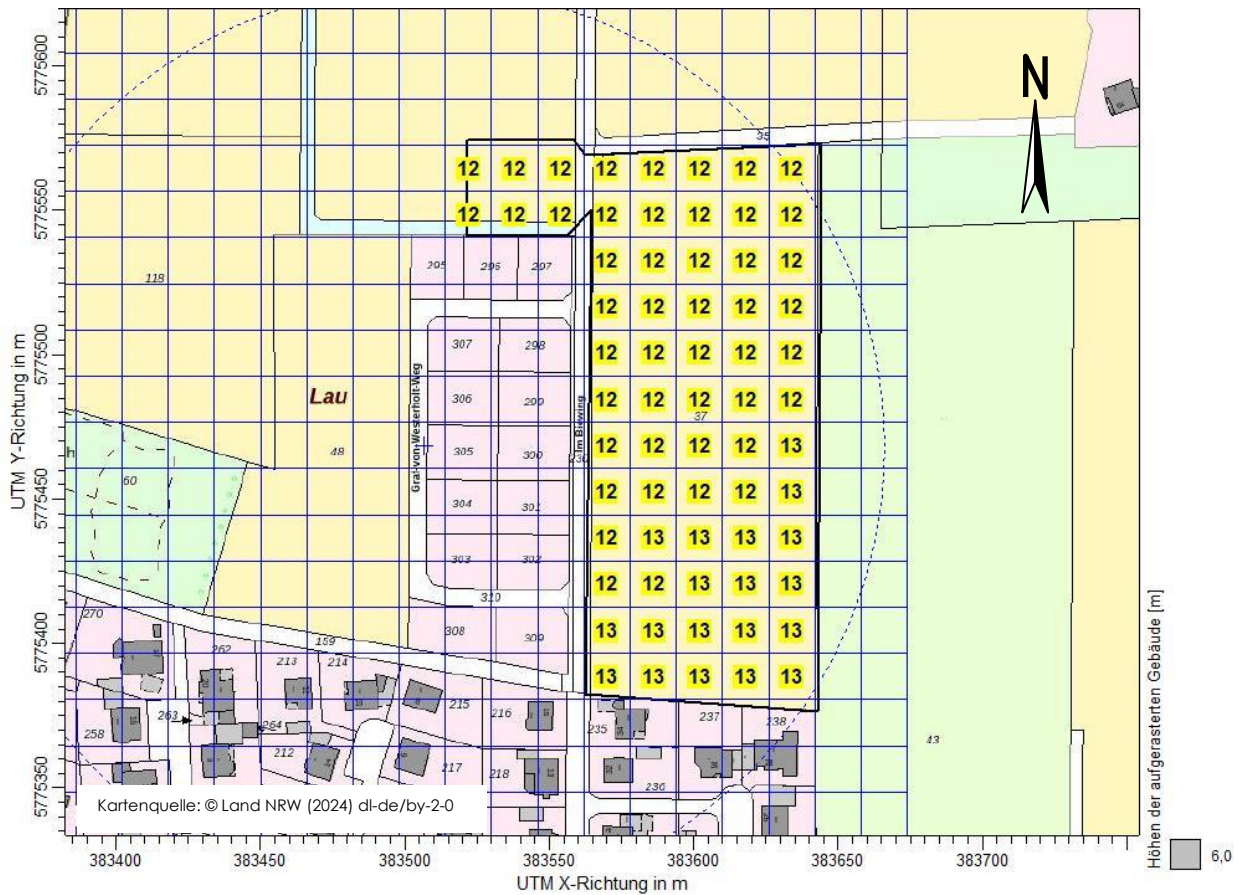 N
35
12 12 12 12 12 12 12 12
12 12 12 12 12 12 12 12
295 296 297 12 12 12 12 12
118
12 12 12 12 12
307 298 12 12 12 12 12
Lau
306 299 12 12 12 12 12
37
Graf-von-Westerholt-Weg
Im Biewing
230
48 305 300 12 12 12 12 13
h
60
304 301 12 12 12 12 13
303 302 12 13 13 13 13
310 12 12 13 13 13
270 308 309 13 13 13 13 13
159
262 213 214 13 13 13 13 13
215 216 235 237 238
263 264
258 212 217 218 236 43
Kartenquelle: © Land NRW (2024) dl-de/by-2-0
5775600
5775550
5775500
5775450
5775400
5775350
UTM Y-Richtung in m
383400 383450 383500 383550 383600 383650 383700
UTM X-Richtung in m
Höhen der aufgerasterten Gebäude [m]
6,0